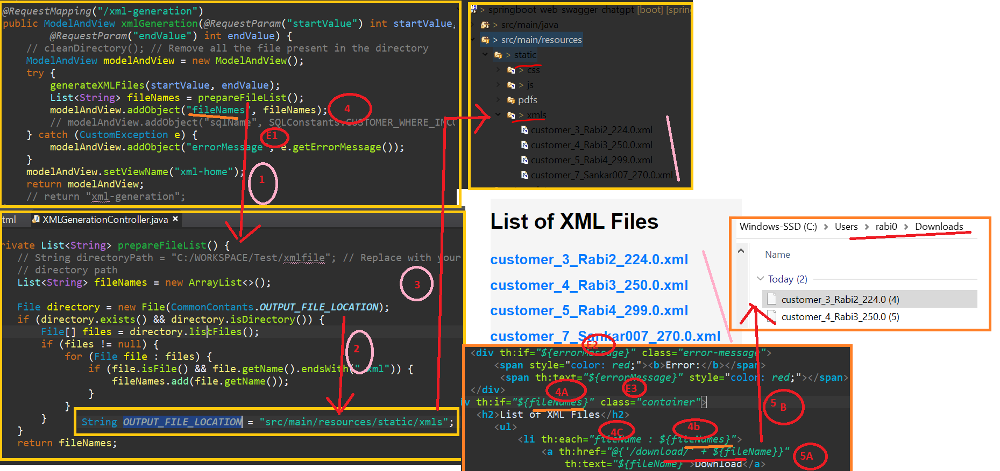 @RequestMapping("/xml-generation")
public ModelAndView xmlGeneration(@RequestParam("startValue") int startValue,
@RequestParam("endValue") int endValue) {
// cleanDirectory(); // Remove all the file present in the directory
ModelAndView modelAndView = new ModelAndView();
try {
generateXMLFiles(startValue, endValue);
List<String> fileNames = prepareFileList();
modelAndView.addObject("fileNames", fileNames);
4
// modelAndView.addObject("sqlName", SQLConstants.CUSTOMER_WHERE_INCO
} catch (CustomException e) {
E1
modelAndView.addObject("errorMessage", e.getErrorMessage());
}
modelAndView.setViewName("xml-home");
1
return modelAndView;
// return "xml-generation";
> springboot-web-swagger-chatgpt [boot] [spring
> src/main/java
> src/main/resources
> static
> css
> js
pdfs
> xmls
customer_3_Rabi2_224.0.xml
customer_4_Rabi3_250.0.xml
customer_5_Rabi4_299.0.xml
customer_7_Sankar007_270.0.xml
tml
XMLGenerationController.java
rivate List<String> prepareFileList() {
// String directoryPath = "C:/WORKSPACE/Test/xmlfile"; // Replace with your
// directory path
List<String> fileNames = new ArrayList<>();
3
File directory = new File(CommonContants.OUTPUT_FILE_LOCATION);
if (directory.exists() && directory.isDirectory()) {
File[] files = directory.listFiles();
if (files != null) {
2
for (File file : files) {
if (file.isFile() && file.getName().endsWith(".xml")) {
fileNames.add(file.getName());
}
}
}
String OUTPUT_FILE_LOCATION = "src/main/resources/static/xmls";
}
return fileNames;
List of XML Files
customer_3_Rabi2_224.0.xml
customer_4_Rabi3_250.0.xml
customer_5_Rabi4_299.0.xml
customer_7_Sankar007_270.0.xml
Windows-SSD (C:) > Users > rabi0 > Downloads
Name
Today (2)
customer_3_Rabi2_224.0 (4)
customer_4_Rabi3_250.0 (5)
E2
<div th:if="${errorMessage}" class="error-message">
<span style="color: red;"><b>Error:</b></span>
<span th:text="${errorMessage}" style="color: red;"></span>
</div>
4A
E3
iv th:if="${fileNames}" class="container">
5 B
<h2>List of XML Files</h2>
<ul>
4C
4b
<li th:each="fileName : ${fileNames}">
<a th:href="@{'/download/' + ${fileName}}"
5A
th:text="${fileName}">Download</a>